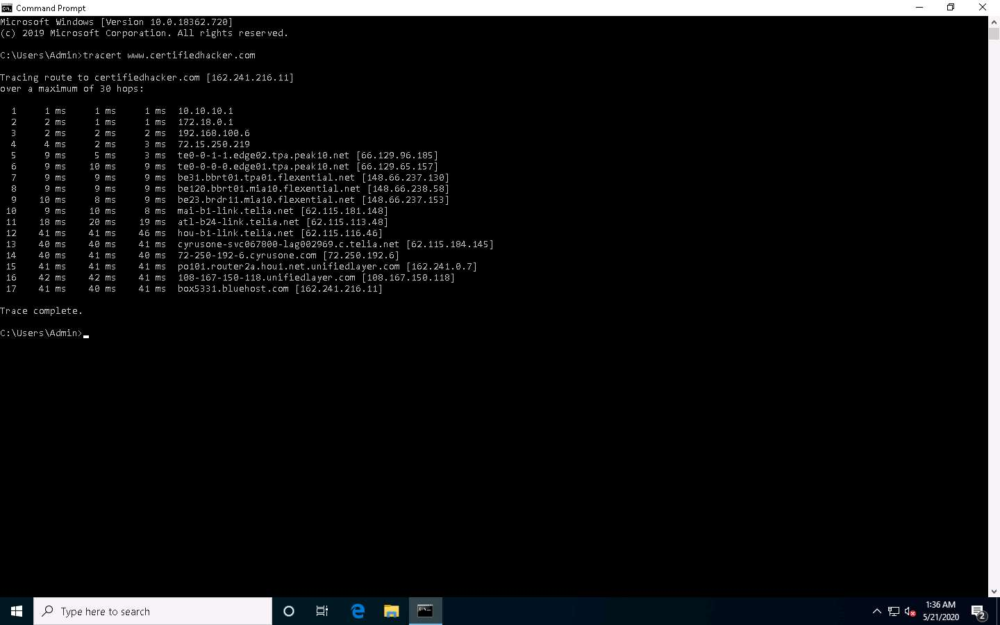 Command Prompt
Microsoft Windows [Version 10.0.18362.720]
(c) 2019 Microsoft Corporation. All rights reserved.
C:\Users\Admin>tracert www.certifiedhacker.com
Tracing route to certifiedhacker.com [162.241.216.11]
over a maximum of 30 hops:
1 1 ms 1 ms 1 ms 10.10.10.1
2 2 ms 1 ms 1 ms 172.18.0.1
3 2 ms 2 ms 2 ms 192.168.100.6
4 4 ms 2 ms 3 ms 72.15.250.219
5 9 ms 5 ms 3 ms te0-0-1-1.edge02.tpa.peak10.net [66.129.96.185]
6 9 ms 10 ms 9 ms te0-0-0-0.edge01.tpa.peak10.net [66.129.65.157]
7 9 ms 9 ms 9 ms be31.bbrt01.tpa01.flexential.net [148.66.237.130]
8 9 ms 9 ms 9 ms be120.bbrt01.mia10.flexential.net [148.66.238.58]
9 10 ms 8 ms 9 ms be23.brdr11.mia10.flexential.net [148.66.237.153]
10 9 ms 10 ms 8 ms mai-b1-link.telia.net [62.115.181.148]
11 18 ms 20 ms 19 ms atl-b24-link.telia.net [62.115.113.48]
12 41 ms 41 ms 46 ms hou-b1-link.telia.net [62.115.116.46]
13 40 ms 40 ms 41 ms cyrusone-svc067800-lag002969.c.telia.net [62.115.184.145]
14 40 ms 41 ms 40 ms 72-250-192-6.cyrusone.com [72.250.192.6]
15 41 ms 41 ms 41 ms po101.router2a.hou1.net.unifiedlayer.com [162.241.0.7]
16 42 ms 42 ms 41 ms 108-167-150-118.unifiedlayer.com [108.167.150.118]
17 41 ms 40 ms 41 ms box5331.bluehost.com [162.241.216.11]
Trace complete.
C:\Users\Admin>
Type here to search
1:36 AM
5/21/2020
2